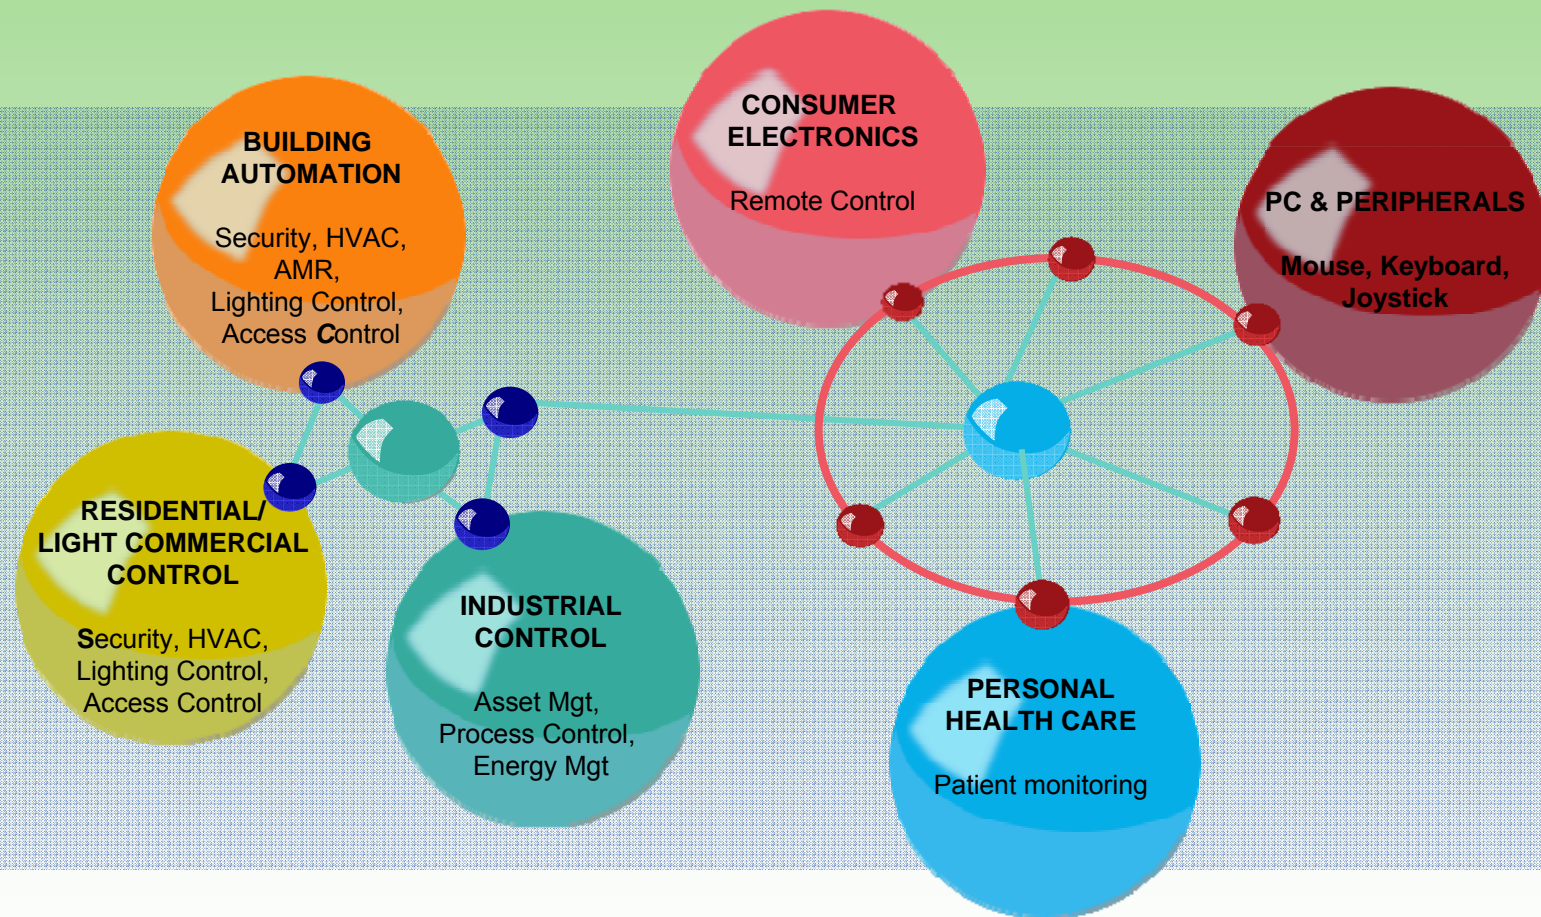 BUILDING
AUTOMATION
Security, HVAC,
AMR,
Lighting Control,
Access Control
CONSUMER
ELECTRONICS
Remote Control
PC & PERIPHERALS
Mouse, Keyboard,
Joystick
RESIDENTIAL/
LIGHT COMMERCIAL
CONTROL
Security, HVAC,
Lighting Control,
Access Control
INDUSTRIAL
CONTROL
Asset Mgt,
Process Control,
Energy Mgt
PERSONAL
HEALTH CARE
Patient monitoring